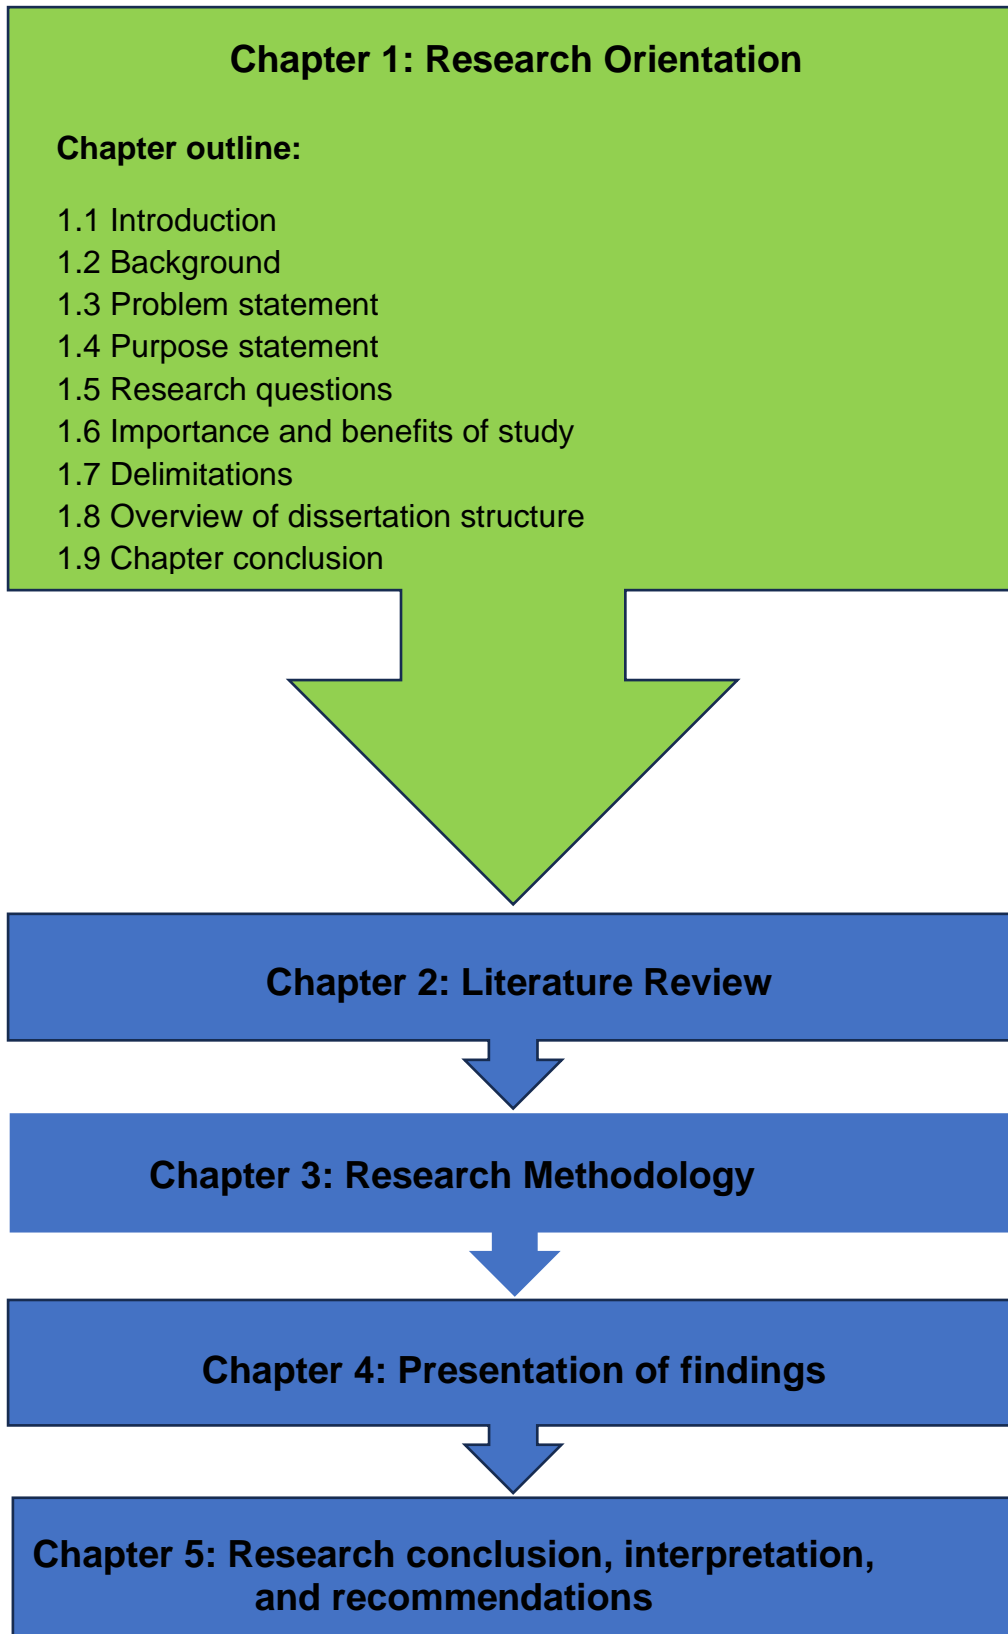 Chapter 1: Research Orientation
Chapter outline:
1.1 Introduction
1.2 Background
1.3 Problem statement
1.4 Purpose statement
1.5 Research questions
1.6 Importance and benefits of study
1.7 Delimitations
1.8 Overview of dissertation structure
1.9 Chapter conclusion
Chapter 2: Literature Review
Chapter 3: Research Methodology
Chapter 4: Presentation of findings
Chapter 5: Research conclusion, interpretation,
and recommendations